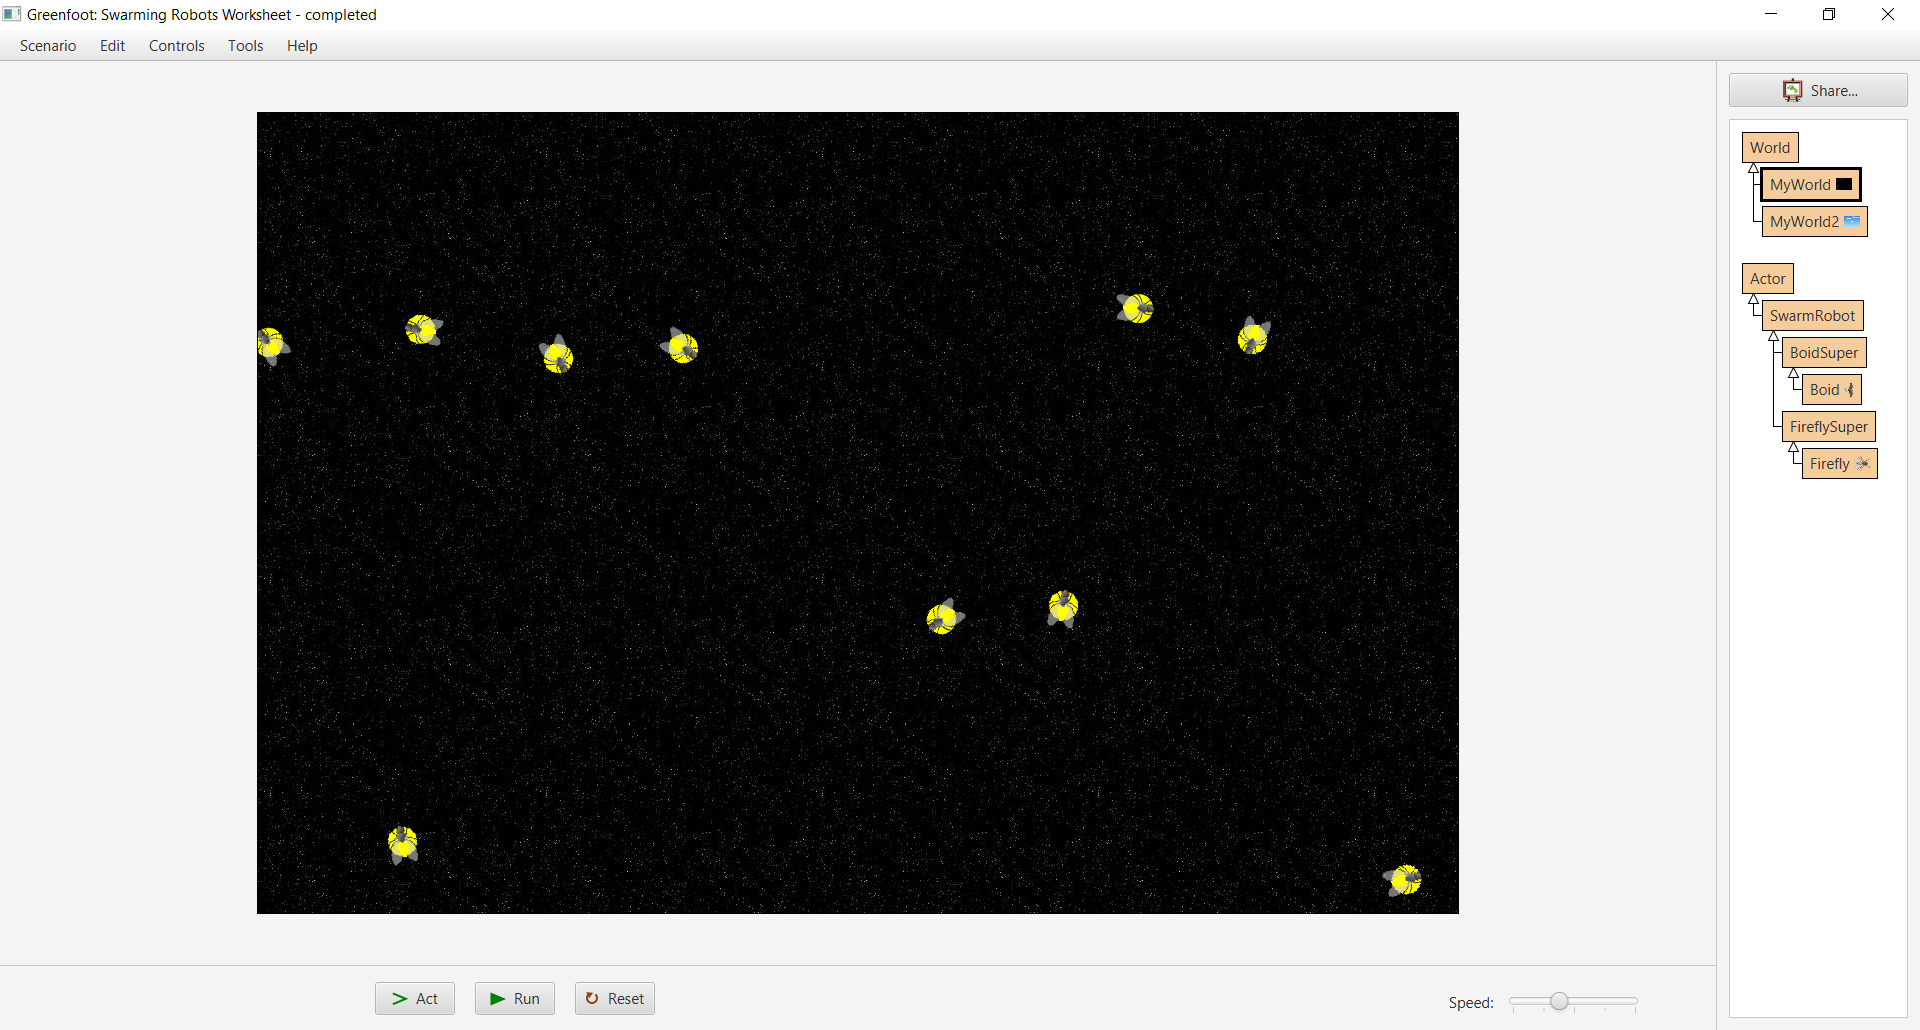 Greenfoot: Swarming Robots Worksheet - completed
Scenario Edit Controls Tools Help
Share...
World
MyWorld
MyWorld2
Actor
SwarmRobot
BoidSuper
Boid
FireflySuper
Firefly
Act Run Reset Speed: